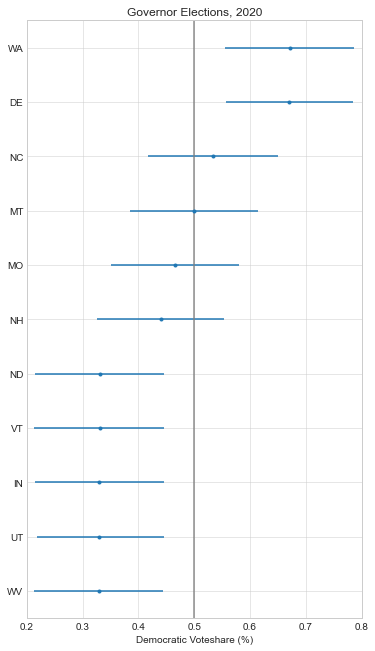 Governor Elections, 2020
WA
DE
NC
MT
MO
NH
ND
VT
IN
UT
WV
0.2 0.3 0.4 0.5 0.6 0.7 0.8
Democratic Voteshare (%)